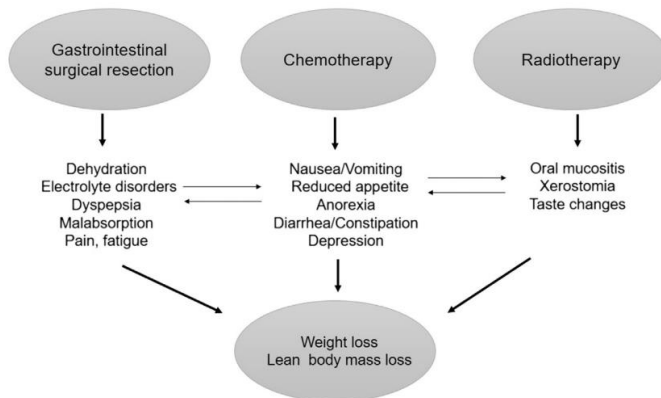 Gastrointestinal
surgical resection
Chemotherapy
Radiotherapy
Dehydration
Electrolyte disorders
Dyspepsia
Malabsorption
Pain, fatigue
Nausea/Vomiting
Reduced appetite
Anorexia
Diarrhea/Constipation
Depression
Oral mucositis
Xerostomia
Taste changes
Weight loss
Lean body mass loss